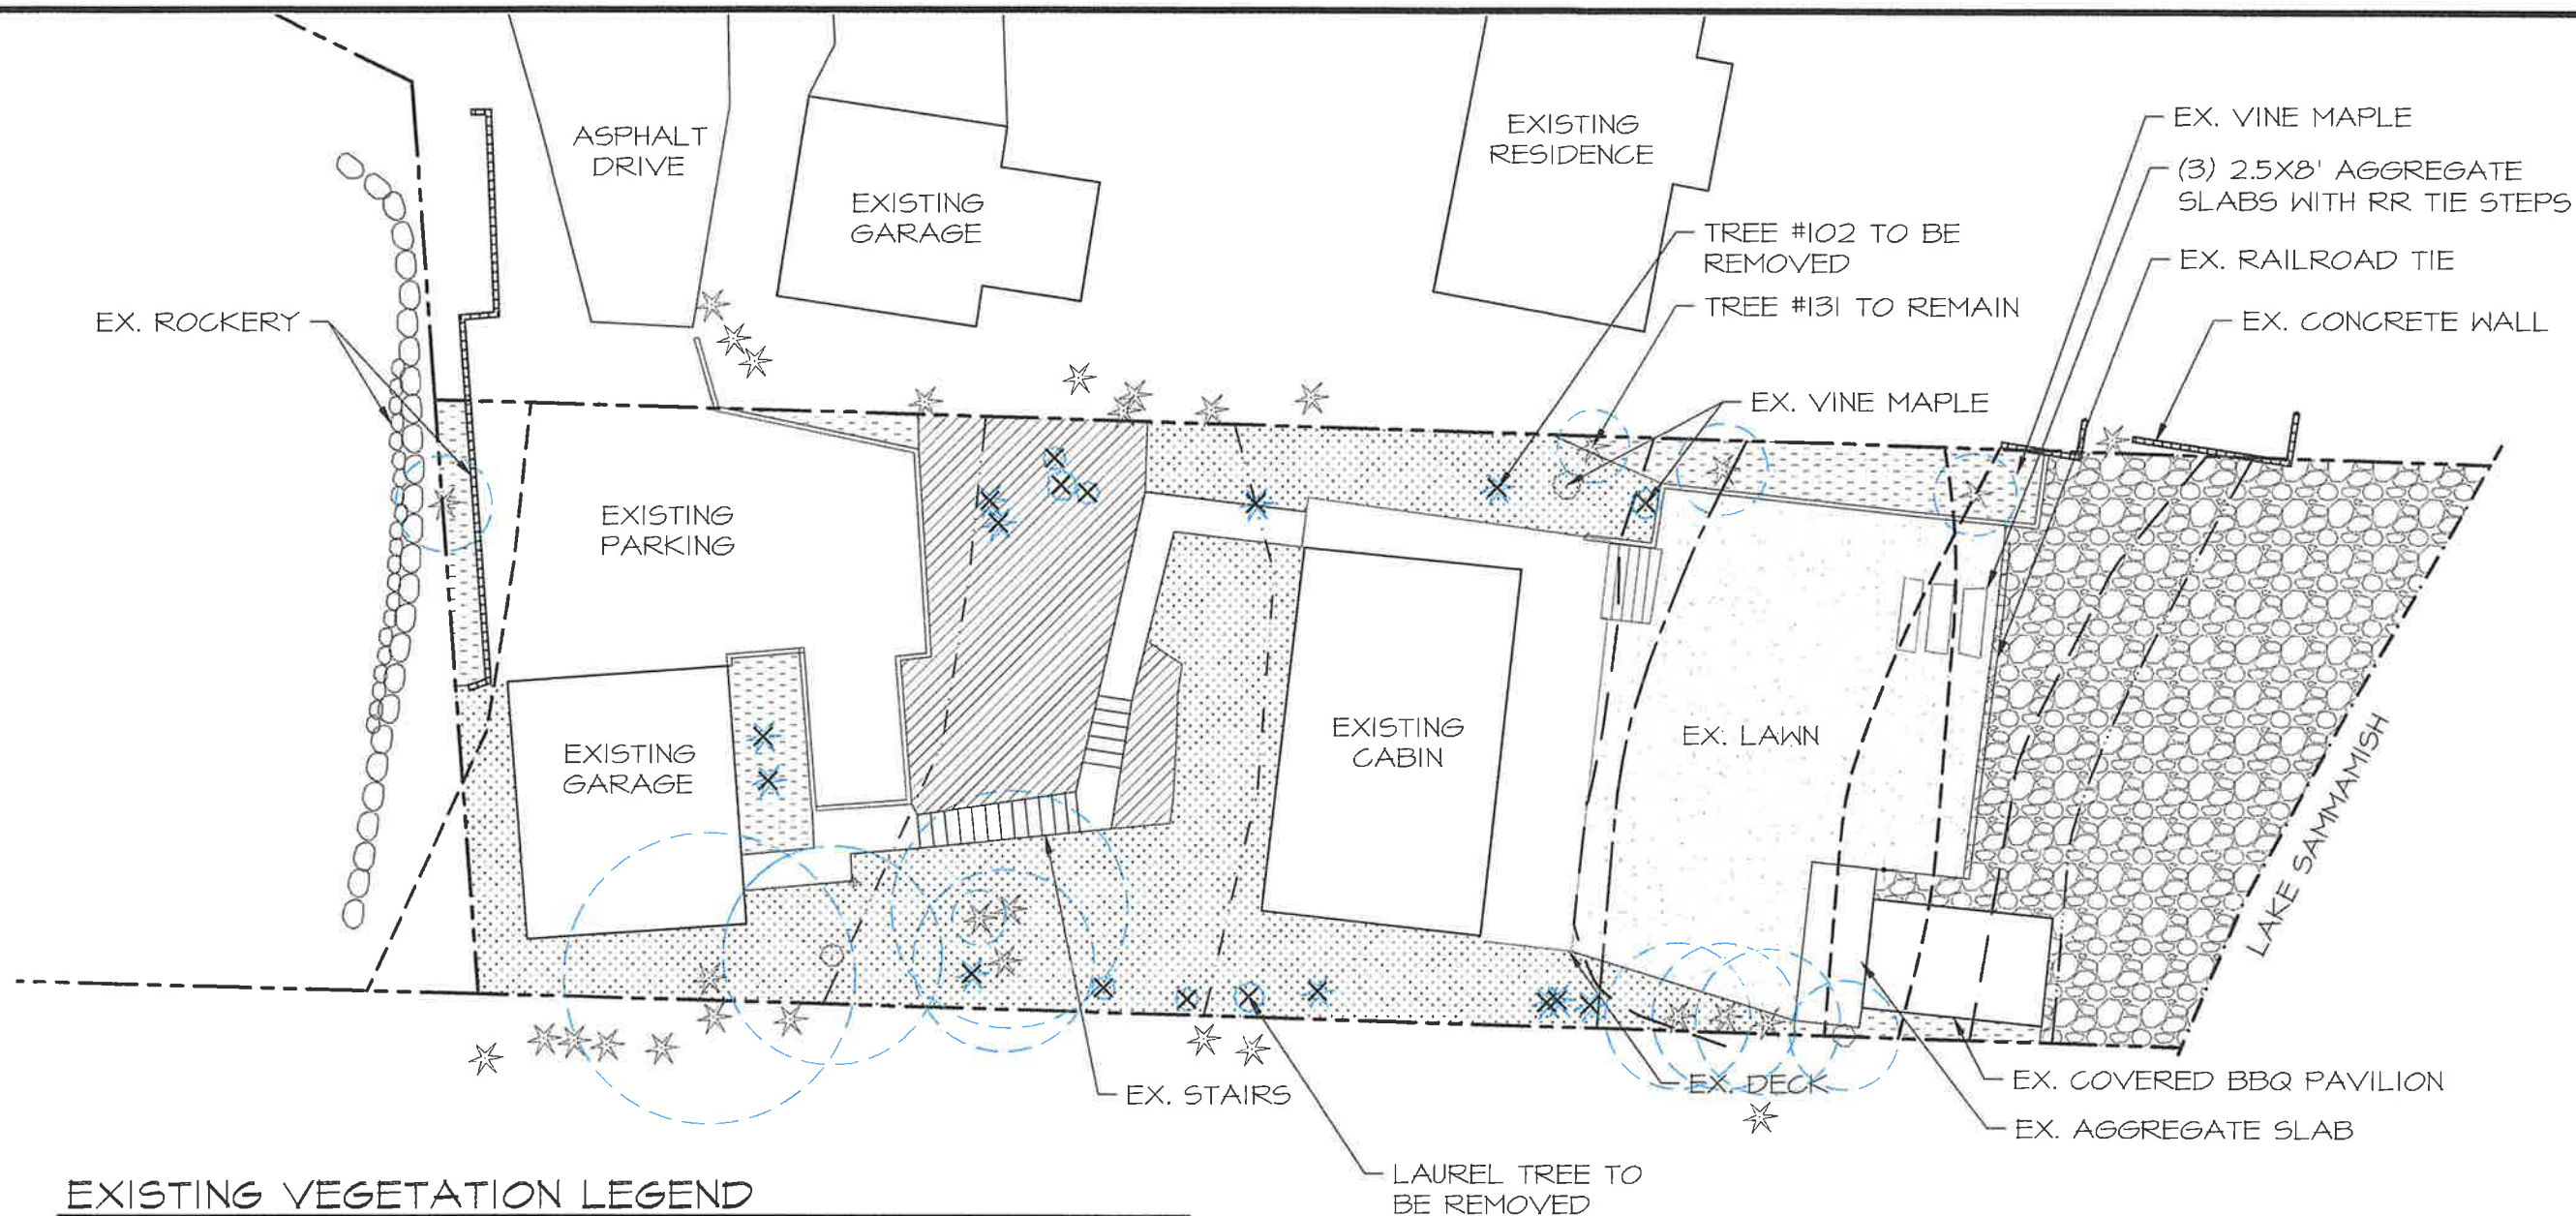 ASPHALT
DRIVE
EXISTING
GARAGE
EXISTING
RESIDENCE
EX. VINE MAPLE
(3) 2.5X8' AGGREGATE
SLABS WITH RR TIE STEPS
EX. RAILROAD TIE
EX. CONCRETE WALL
TREE #102 TO BE
REMOVED
TREE #131 TO REMAIN
EX. VINE MAPLE
EX. ROCKERY
EXISTING
PARKING
EXISTING
GARAGE
EXISTING
CABIN
EX. LAWN
LAKE SAMMAMISH
EX. STAIRS
EX. DECK
EX. COVERED BBQ PAVILION
EX. AGGREGATE SLAB
LAUREL TREE TO
BE REMOVED
EXISTING VEGETATION LEGEND